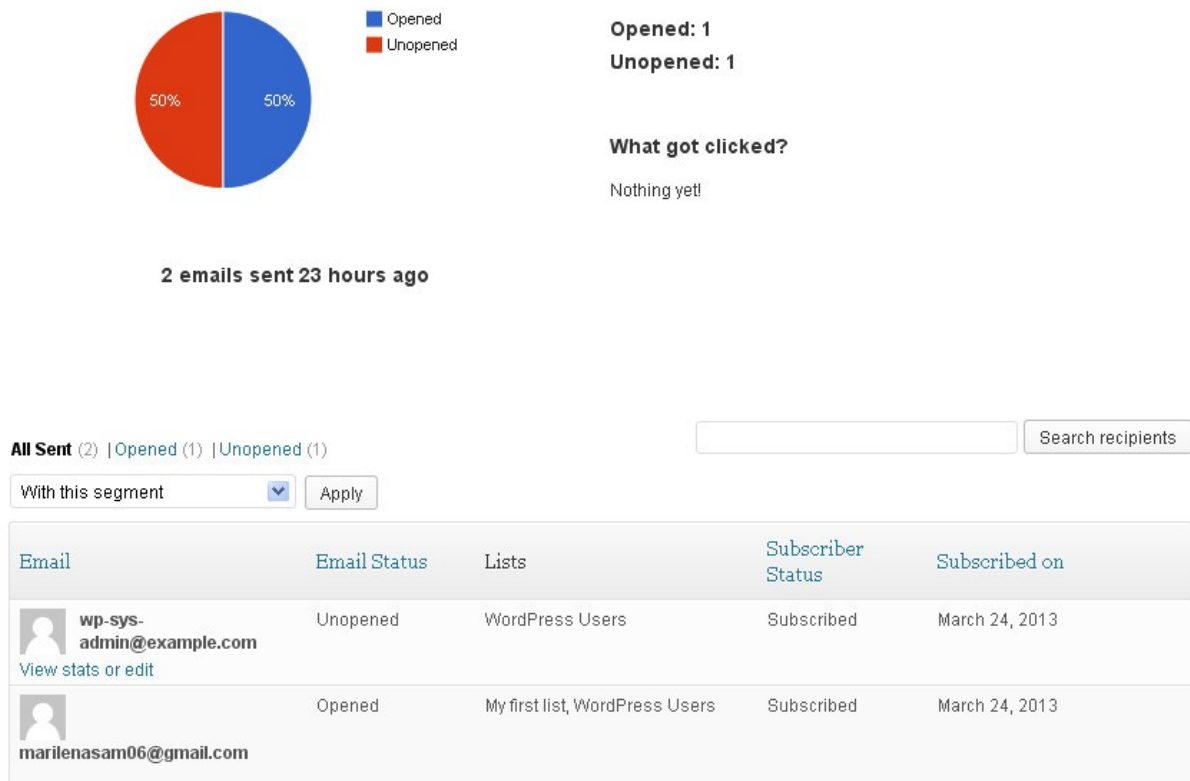 Opened
Unopened
50%
50%
Opened: 1
Unopened: 1
What got clicked?
Nothing yet!
2 emails sent 23 hours ago
All Sent (2) | Opened (1) | Unopened (1)
Search recipients
With this segment
Apply
Email Email Status Lists Subscriber Status Subscribed on
wp-sys-admin@example.com Unopened WordPress Users Subscribed March 24, 2013
View stats or edit
marilenasam06@gmail.com Opened My first list, WordPress Users Subscribed March 24, 2013